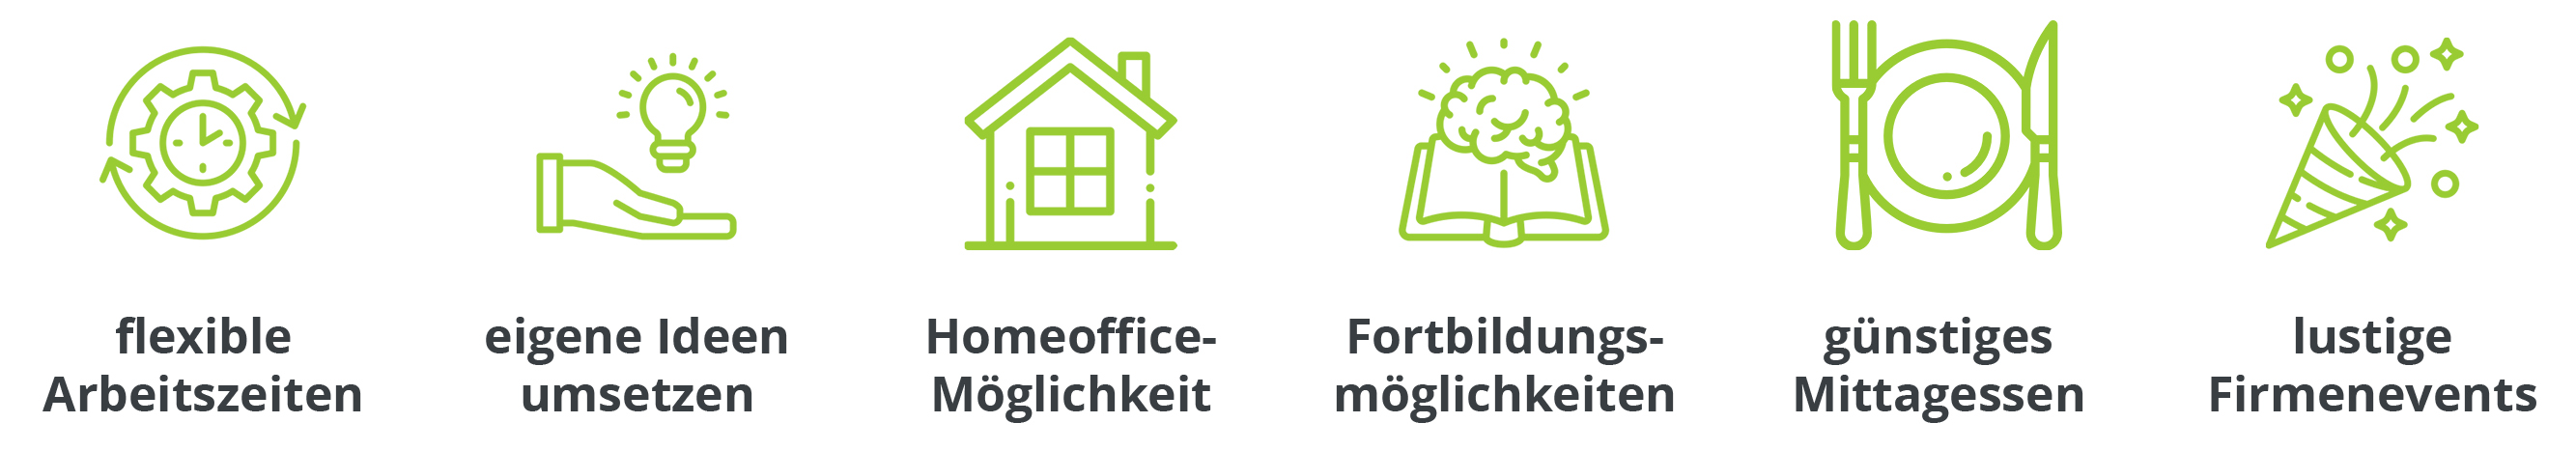 flexible
Arbeitszeiten
eigene Ideen
umsetzen
Homeoffice-
Möglichkeit
Fortbildungs-
möglichkeiten
günstiges
Mittagessen
lustige
Firmenevents